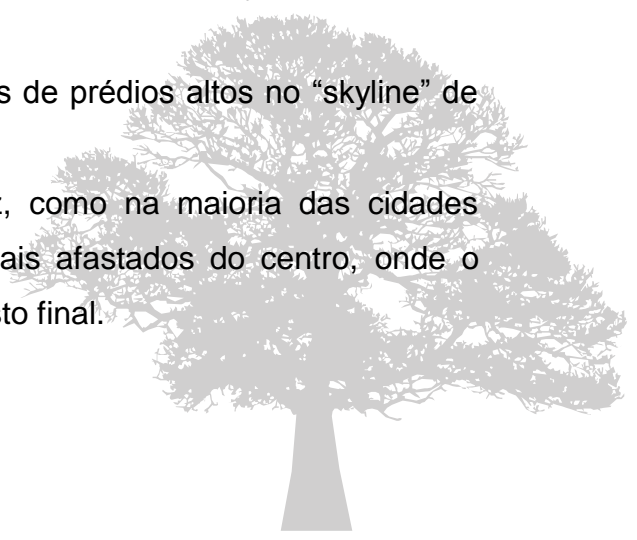 s de prédios altos no “skyline” de
, como na maioria das cidades
ais afastados do centro, onde o
to final.